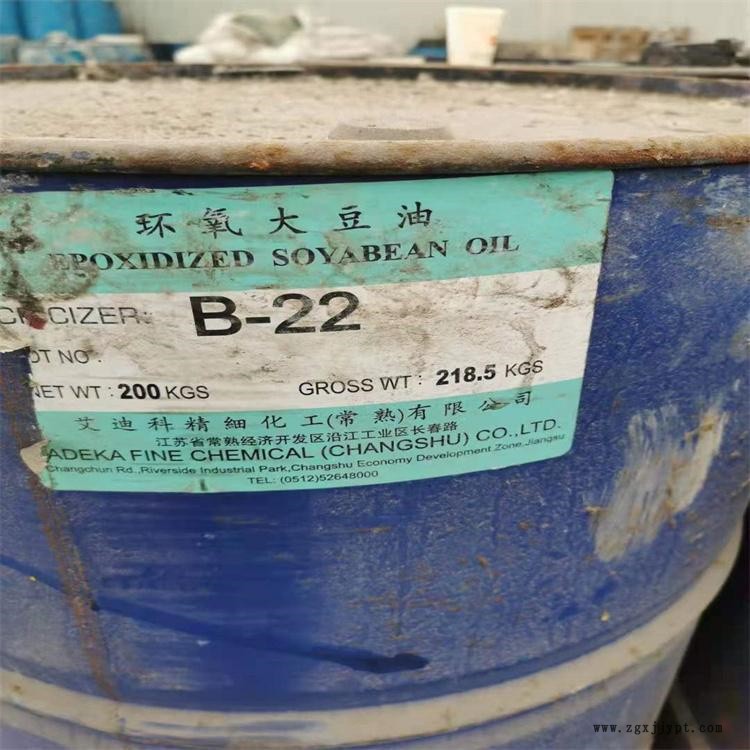 环氧大豆油
EPOXIDIZED SOYABEAN OIL
CIZER: B-22
OT NO :
NET WT : 200 KGS GROSS WT : 218.5 KGS
艾迪科精细化工(常熟)有限公司
江苏省常熟经济开发区沿江工业区长春路
ADEKA FINE CHEMICAL (CHANGSHU) CO.,LTD.
Changchun Rd.,Riverside Industrial Park,Changshu Economy Development Zone,Jiangsu
TEL: (0512)52648000
www.zgxjjypt.com